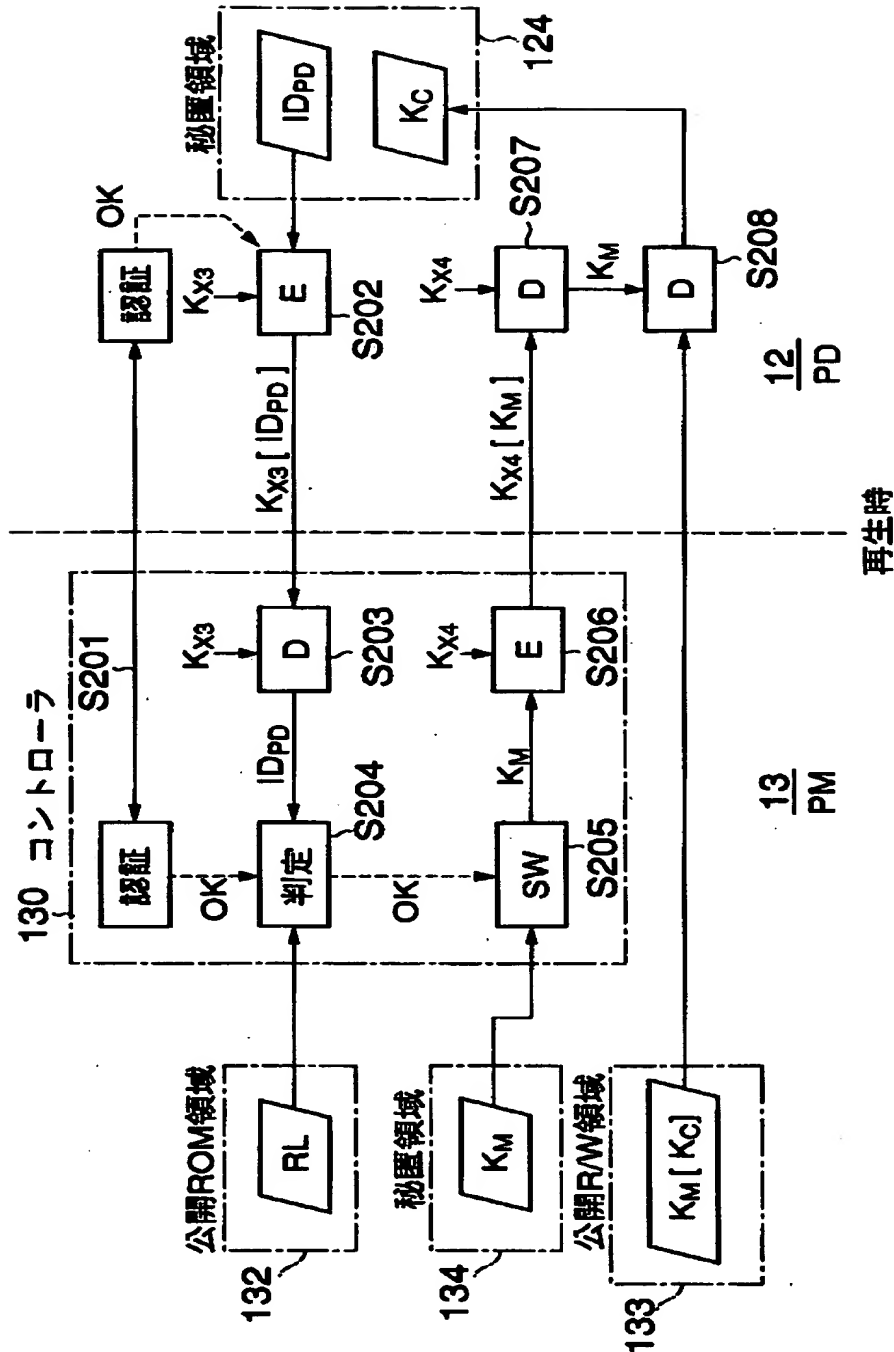 130 コントローラ
S201
認証
認証
OK
OK
秘匿領域
公開ROM領域
RL
132
判定
S204
IDPD
KX3
D
S203
KX3[IDPD]
KX3
E
S202
IDPD
KC
124
OK
秘匿領域
KM
134
SW
S205
KM
KX4
E
S206
KX4[KM]
KX4
D
S207
KM
公開R/W領域
KM[KC]
133
D
S208
13
PM
12
PD
再生時